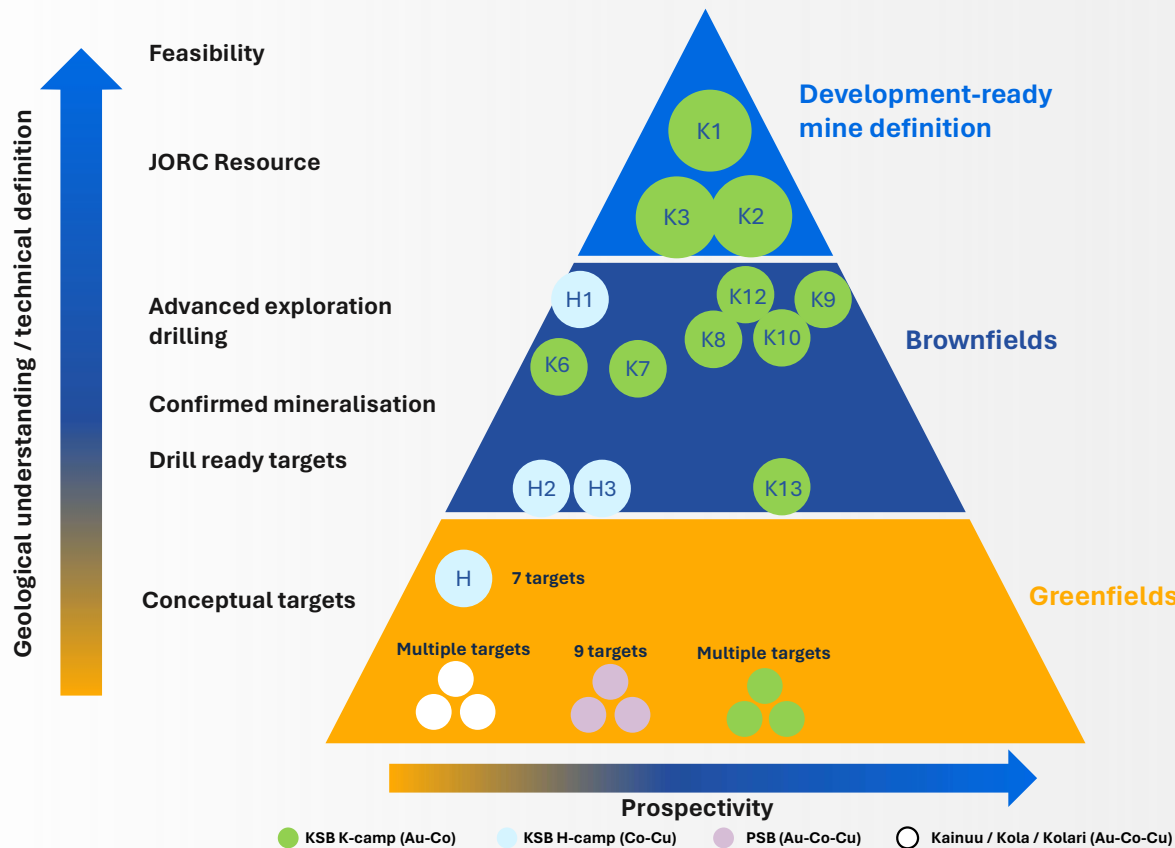 Feasibility
Development-ready
mine definition
K1
JORC Resource
K3
K2
Geological understanding / technical definition
Advanced exploration
drilling
H1
K12
K9
K8
K10
Brownfields
K6
K7
Confirmed mineralisation
Drill ready targets
H2
H3
K13
Conceptual targets
H
7 targets
Greenfields
Multiple targets
9 targets
Multiple targets
Prospectivity
KSB K-camp (Au-Co)
KSB H-camp (Co-Cu)
PSB (Au-Co-Cu)
Kainuu / Kola / Kolari (Au-Co-Cu)